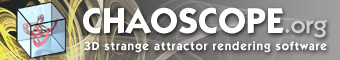 CHAOSCOPE.org
3D strange attractor rendering software